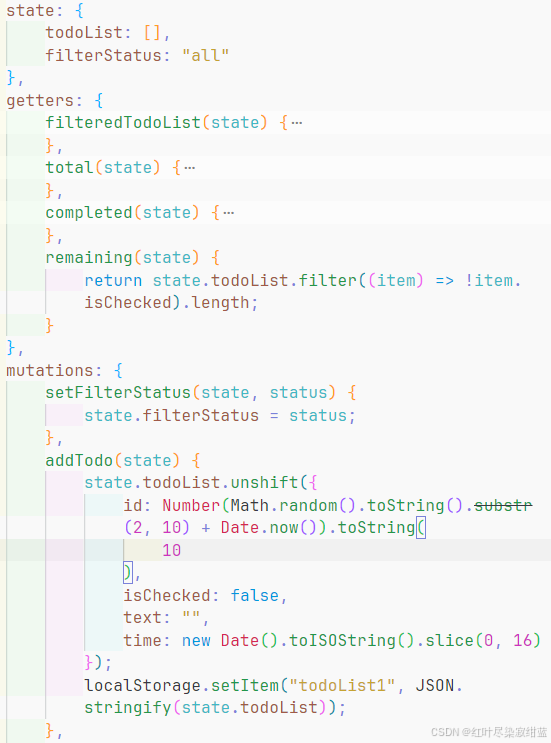 state: {
todoList: [],
filterStatus: "all"
},
getters: {
filteredTodoList(state) {⋯
},
total(state) {⋯
},
completed(state) {⋯
},
remaining(state) {
return state.todoList.filter((item) => !item.
isChecked).length;
}
},
mutations: {
setFilterStatus(state, status) {
state.filterStatus = status;
},
addTodo(state) {
state.todoList.unshift({
id: Number(Math.random().toString().substr
(2, 10) + Date.now()).toString(
10
),
isChecked: false,
text: "",
time: new Date().toISOString().slice(0, 16)
});
localStorage.setItem("todoList1", JSON.
stringify(state.todoList));
},
CSDN @红叶尽染寂绀蓝